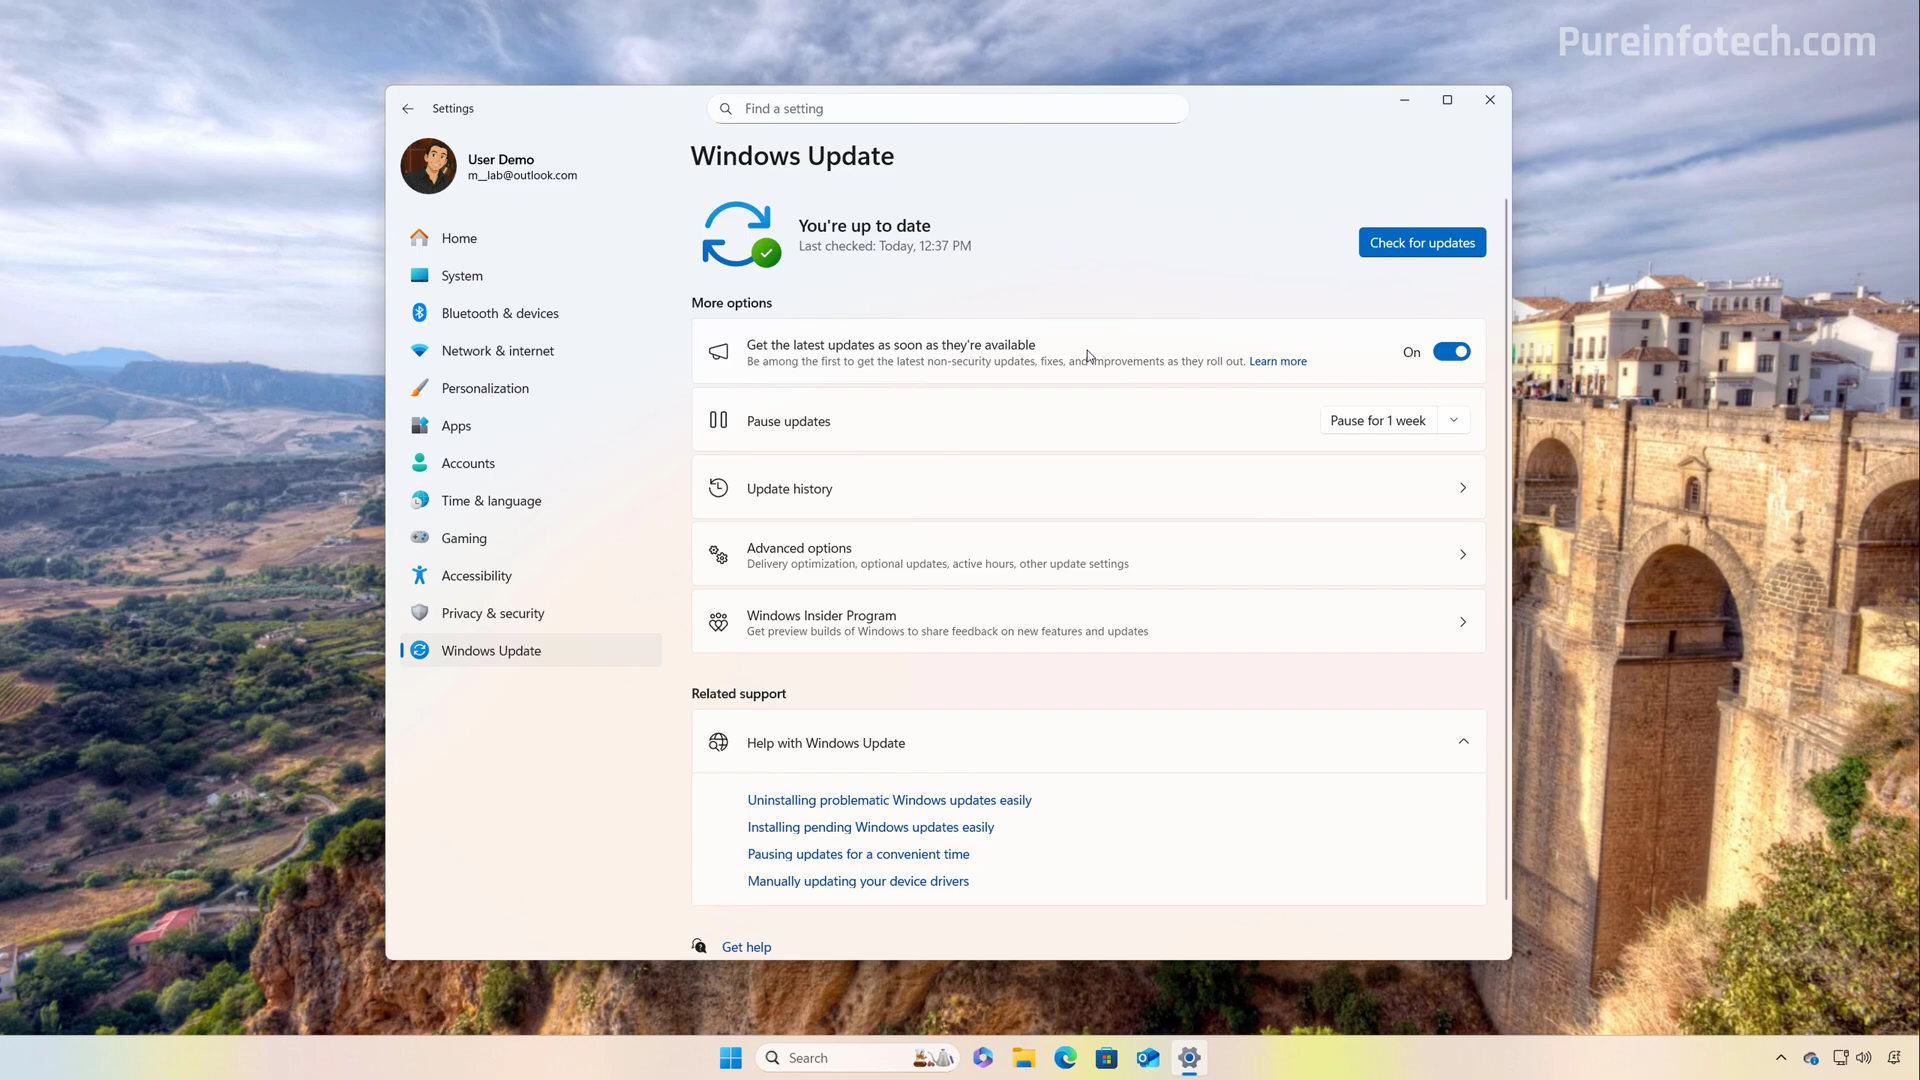 Pureinfotech.com
Settings
Find a setting
User Demo
m__lab@outlook.com
Home
System
Bluetooth & devices
Network & internet
Personalization
Apps
Accounts
Time & language
Gaming
Accessibility
Privacy & security
Windows Update
Windows Update
You're up to date
Last checked: Today, 12:37 PM
Check for updates
More options
Get the latest updates as soon as they're available
Be among the first to get the latest non-security updates, fixes, and improvements as they roll out. Learn more
On
Pause updates
Pause for 1 week
Update history
Advanced options
Delivery optimization, optional updates, active hours, other update settings
Windows Insider Program
Get preview builds of Windows to share feedback on new features and updates
Related support
Help with Windows Update
Uninstalling problematic Windows updates easily
Installing pending Windows updates easily
Pausing updates for a convenient time
Manually updating your device drivers
Get help
Search